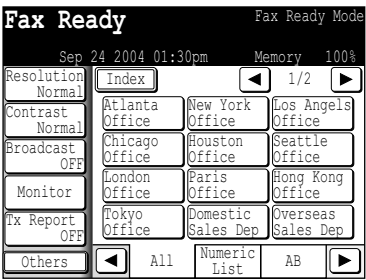 Fax Ready
Fax Ready Mode
Sep 24 2004 01:30pm Memory 100%
Resolution
Normal
Contrast
Normal
Broadcast
OFF
Monitor
Tx Report
OFF
Others
Index
1/2
Atlanta
Office
New York
Office
Los Angels
Office
Chicago
Office
Houston
Office
Seattle
Office
London
Office
Paris
Office
Hong Kong
Office
Tokyo
Office
Domestic
Sales Dep
Overseas
Sales Dep
All
Numeric
List
AB